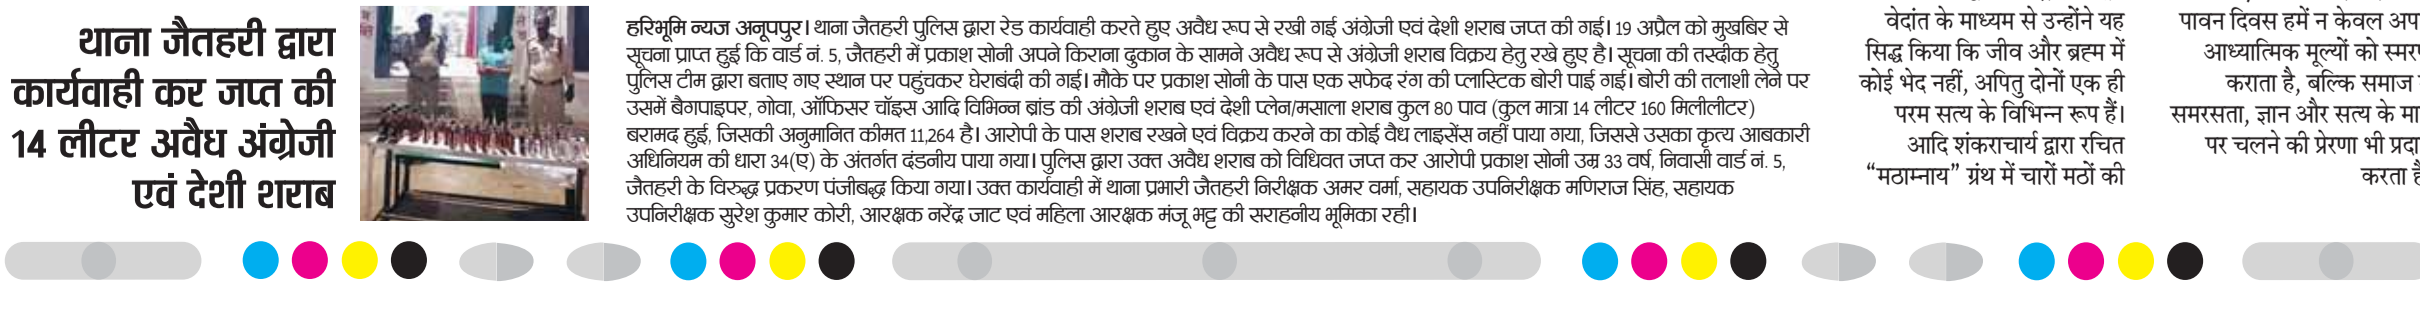 थाना जैतहरी द्वारा
कार्यवाही कर जप्त की
14 लीटर अवैध अंग्रेजी
एवं देशी शराब
हरिभूमि न्यज अनूपपुर। थाना जैतहरी पुलिस द्वारा रेड कार्यवाही करते हुए अवैध रूप से रखी गई अंग्रेजी एवं देशी शराब जप्त की गई। 19 अप्रैल को मुखबिर से
सूचना प्राप्त हुई कि वार्ड नं. 5, जैतहरी में प्रकाश सोनी अपने किराना दुकान के सामने अवैध रूप से अंग्रेजी शराब विक्रय हेतु रखे हुए है। सूचना की तस्दीक हेतु
पुलिस टीम द्वारा बताए गए स्थान पर पहुंचकर घेराबंदी की गई। मौके पर प्रकाश सोनी के पास एक सफेद रंग की प्लास्टिक बोरी पाई गई। बोरी की तलाशी लेने पर
उसमें बैगपाइपर, गोवा, ऑफिसर चॉइस आदि विभिन्न ब्रांड की अंग्रेजी शराब एवं देशी प्लेन/मसाला शराब कुल 80 पाव (कुल मात्रा 14 लीटर 160 मिलीलीटर)
बरामद हुई, जिसकी अनुमानित कीमत 11,264 है। आरोपी के पास शराब रखने एवं विक्रय करने का कोई वैध लाइसेंस नहीं पाया गया, जिससे उसका कृत्य आबकारी
अधिनियम की धारा 34(ए) के अंतर्गत दंडनीय पाया गया। पुलिस द्वारा उक्त अवैध शराब को विधिवत जप्त कर आरोपी प्रकाश सोनी उम्र 33 वर्ष, निवासी वार्ड नं. 5,
जैतहरी के विरुद्ध प्रकरण पंजीबद्ध किया गया। उक्त कार्यवाही में थाना प्रभारी जैतहरी निरीक्षक अमर वर्मा, सहायक उपनिरीक्षक मणिराज सिंह, सहायक
उपनिरीक्षक सुरेश कुमार कोरी, आरक्षक नरेंद्र जाट एवं महिला आरक्षक मंजू भट्ट की सराहनीय भूमिका रही।
वेदांत के माध्यम से उन्होंने यह
सिद्ध किया कि जीव और ब्रह्म में
कोई भेद नहीं, अपितु दोनों एक ही
परम सत्य के विभिन्न रूप हैं।
आदि शंकराचार्य द्वारा रचित
“मठाम्नाय” ग्रंथ में चारों मठों की
पावन दिवस हमें न केवल
आध्यात्मिक मूल्यों को
कराता है, बल्कि समाज
समरसता, ज्ञान और सत्य के
पर चलने की प्रेरणा भी
करता